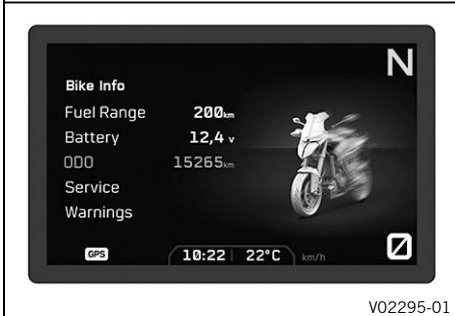 N
Bike Info
Fuel Range 200km
Battery 12,4 v
ODO 15265km
Service
Warnings
GPS 10:22 22°C km/h 0
V02295-01